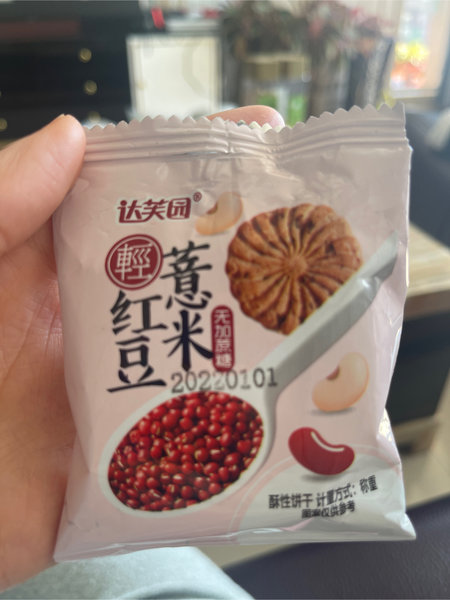 达芙园®
輕
红豆
薏米
无加蔗糖
20220101
酥性饼干 计量方式：称重
图案仅供参考